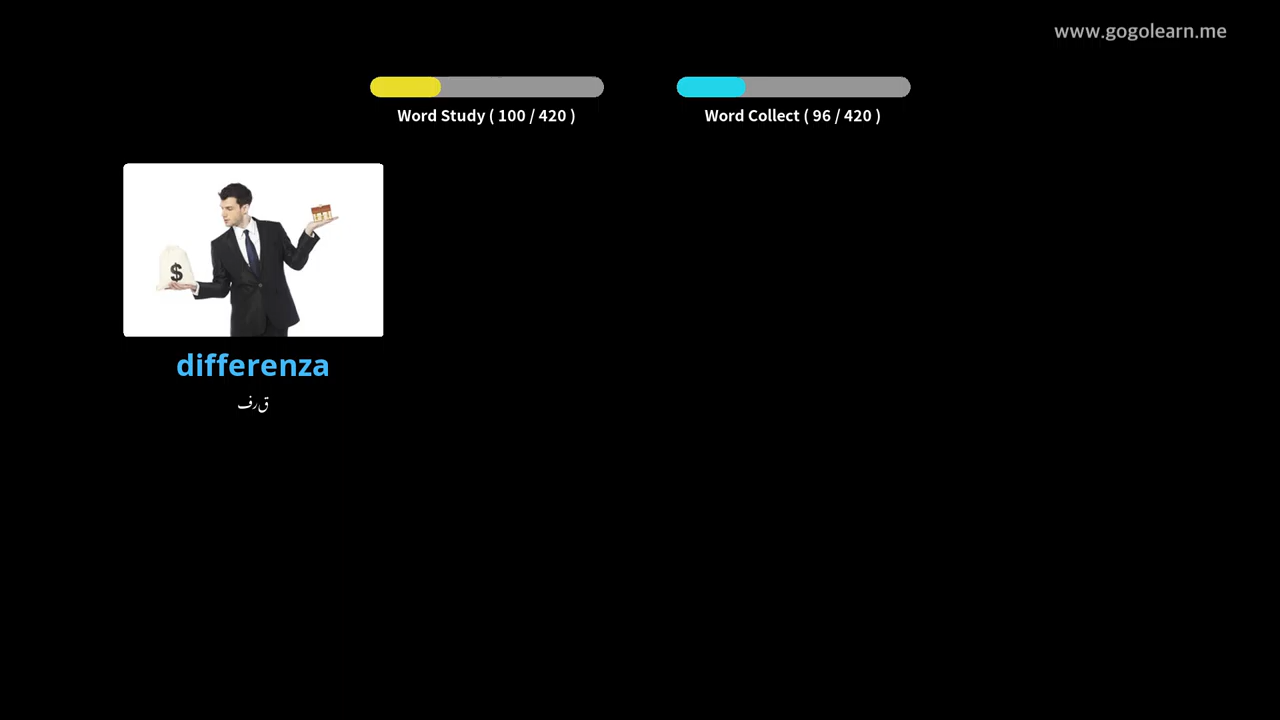 www.gogolearn.me
Word Study ( 100 / 420 )
Word Collect ( 96 / 420 )
$
differenza
فرق